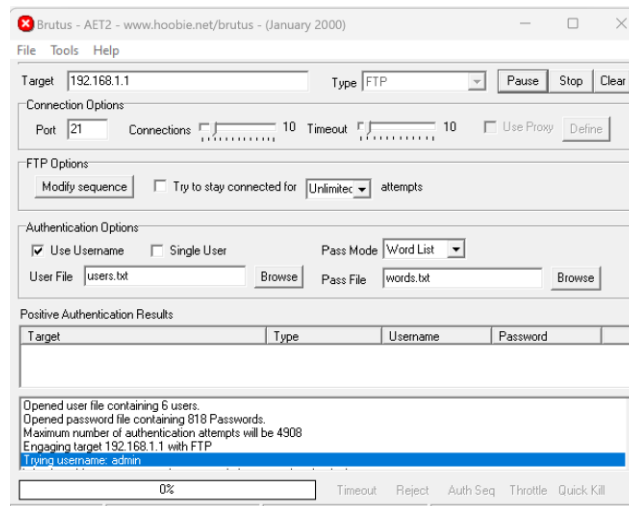 Brutus - AET2 - www.hoobie.net/brutus - (January 2000)
File Tools Help
Target 192.168.1.1 Type FTP Pause Stop Clear
Connection Options
Port 21 Connections 10 Timeout 10 Use Proxy Define
FTP Options
Modify sequence Try to stay connected for Unlimitec attempts
Authentication Options
Use Username Single User Pass Mode Word List
User File users.txt Browse Pass File words.txt Browse
Positive Authentication Results
Target Type Username Password
Opened user file containing 6 users.
Opened password file containing 818 Passwords.
Maximum number of authentication attempts will be 4908
Engaging target 192.168.1.1 with FTP
Trying username: admin
0% Timeout Reject Auth Seq Throttle Quick Kill